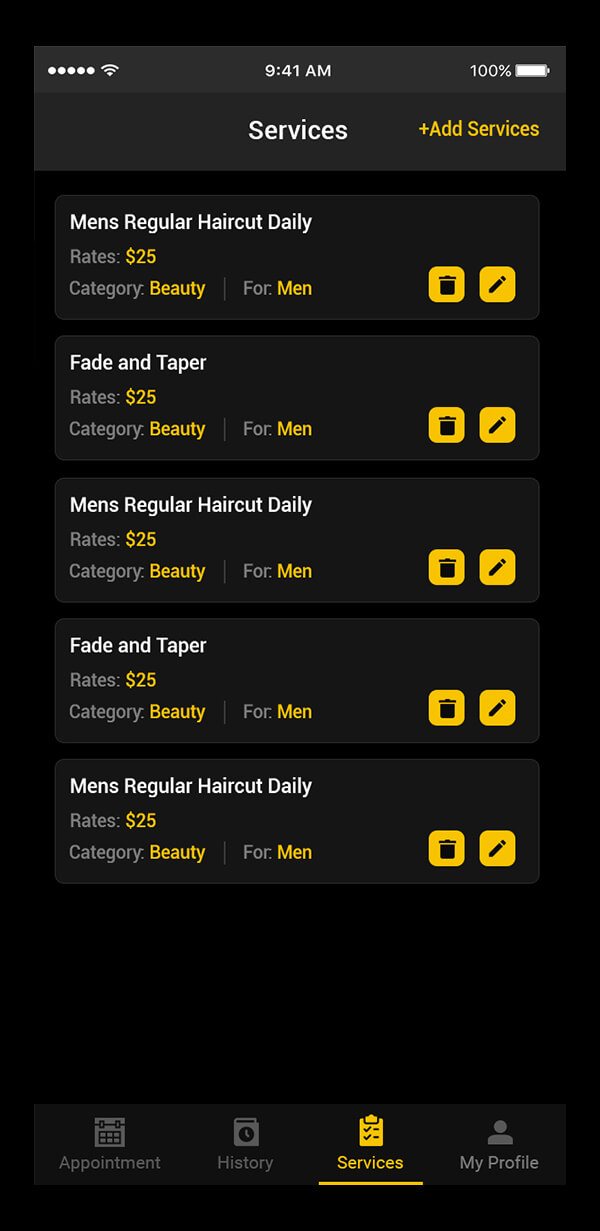 9:41 AM 100%
Services +Add Services
Mens Regular Haircut Daily
Rates: $25
Category: Beauty For: Men
Fade and Taper
Rates: $25
Category: Beauty For: Men
Mens Regular Haircut Daily
Rates: $25
Category: Beauty For: Men
Fade and Taper
Rates: $25
Category: Beauty For: Men
Mens Regular Haircut Daily
Rates: $25
Category: Beauty For: Men
Appointment History Services My Profile